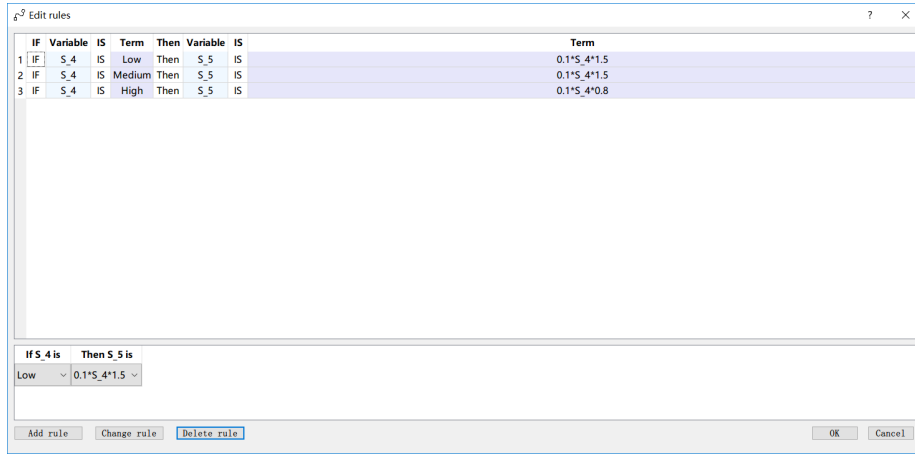 Edit rules ? ×
IF Variable IS Term Then Variable IS Term
1 IF S_4 IS Low Then S_5 IS 0.1*S_4*1.5
2 IF S_4 IS Medium Then S_5 IS 0.1*S_4*1.5
3 IF S_4 IS High Then S_5 IS 0.1*S_4*0.8
If S_4 is Then S_5 is
Low 0.1*S_4*1.5
Add rule Change rule Delete rule OK Cancel